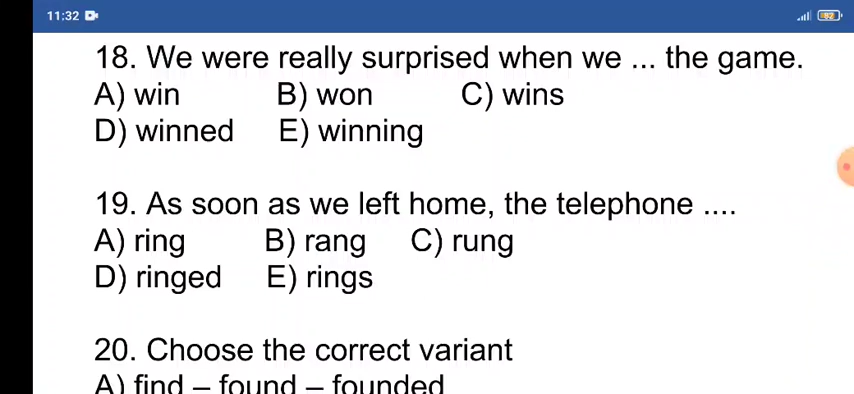 11:32
92
18. We were really surprised when we ... the game.
A) win B) won C) wins
D) winned E) winning
19. As soon as we left home, the telephone ....
A) ring B) rang C) rung
D) ringed E) rings
20. Choose the correct variant
A) find – found – founded